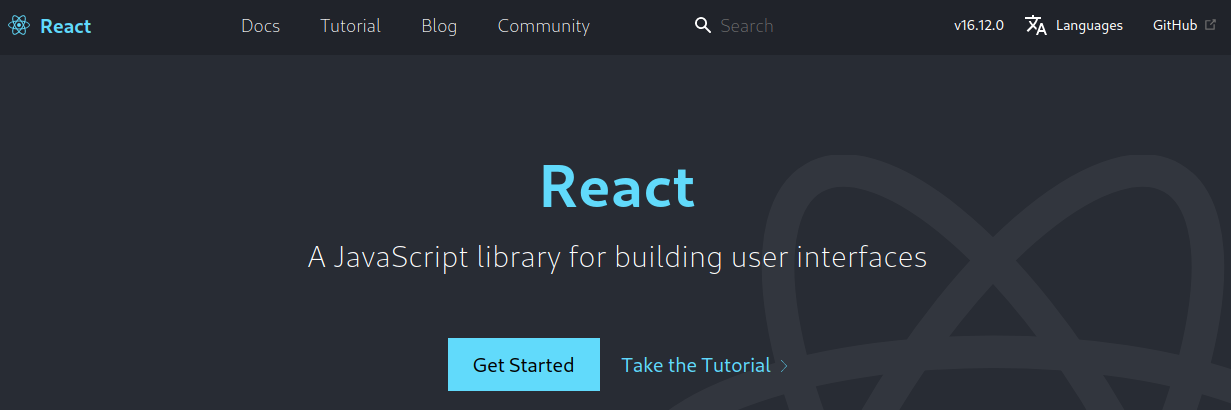 React Docs Tutorial Blog Community Search v16.12.0 Languages GitHub
React
A JavaScript library for building user interfaces
Get Started Take the Tutorial